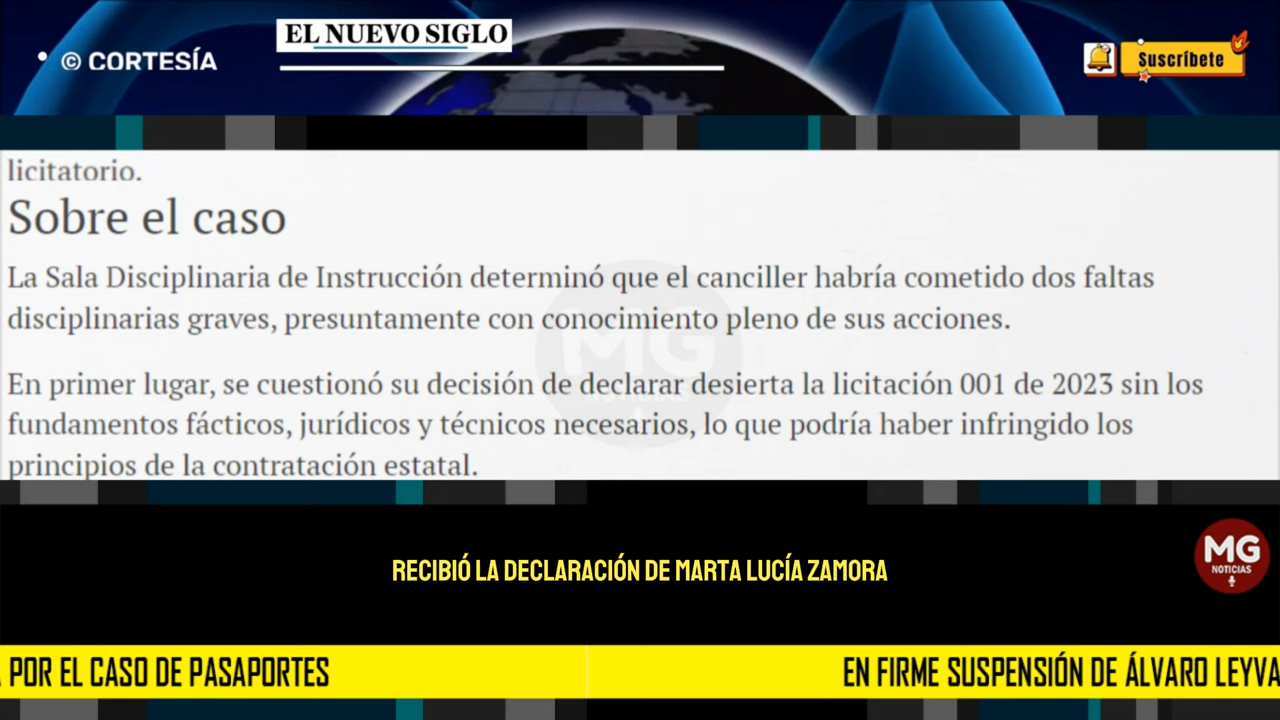 © CORTESÍA
EL NUEVO SIGLO
Suscríbete
licitatorio.
Sobre el caso
La Sala Disciplinaria de Instrucción determinó que el canciller habría cometido dos faltas
disciplinarias graves, presuntamente con conocimiento pleno de sus acciones.
En primer lugar, se cuestionó su decisión de declarar desierta la licitación 001 de 2023 sin los
fundamentos fácticos, jurídicos y técnicos necesarios, lo que podría haber infringido los
principios de la contratación estatal.
MG
NOTICIAS
RECIBIÓ LA DECLARACIÓN DE MARTA LUCÍA ZAMORA
MG
NOTICIAS
POR EL CASO DE PASAPORTES
EN FIRME SUSPENSIÓN DE ÁLVARO LEYVA